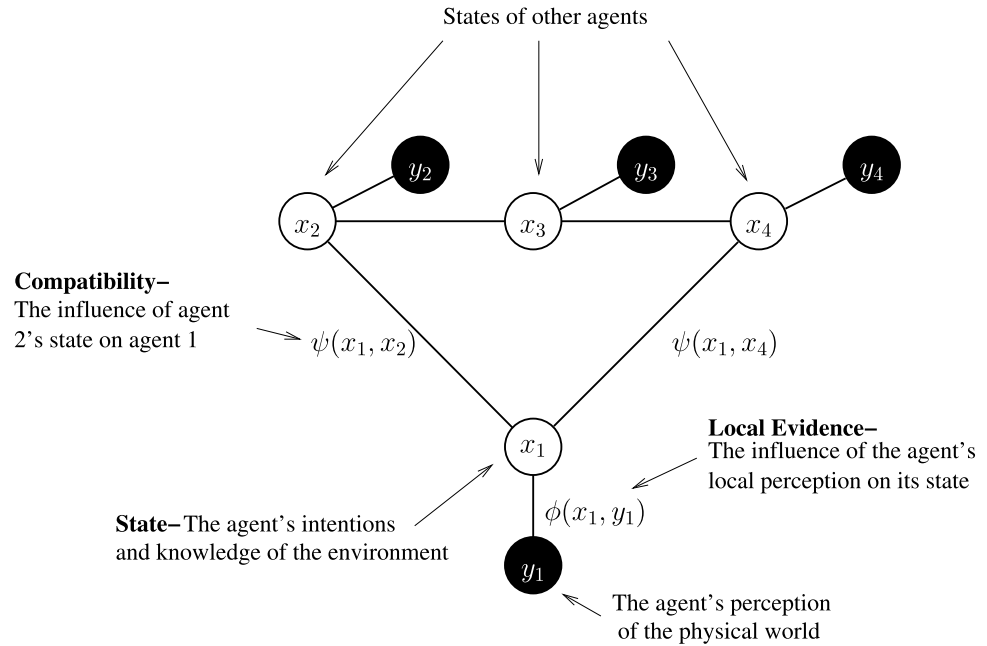 States of other agents
y₂
y₃
y₄
x₂
x₃
x₄
Compatibility–
The influence of agent
2's state on agent 1
ψ(x₁, x₂)
ψ(x₁, x₄)
x₁
Local Evidence–
The influence of the agent's
local perception on its state
State– The agent's intentions
and knowledge of the environment
ϕ(x₁, y₁)
y₁
The agent's perception
of the physical world